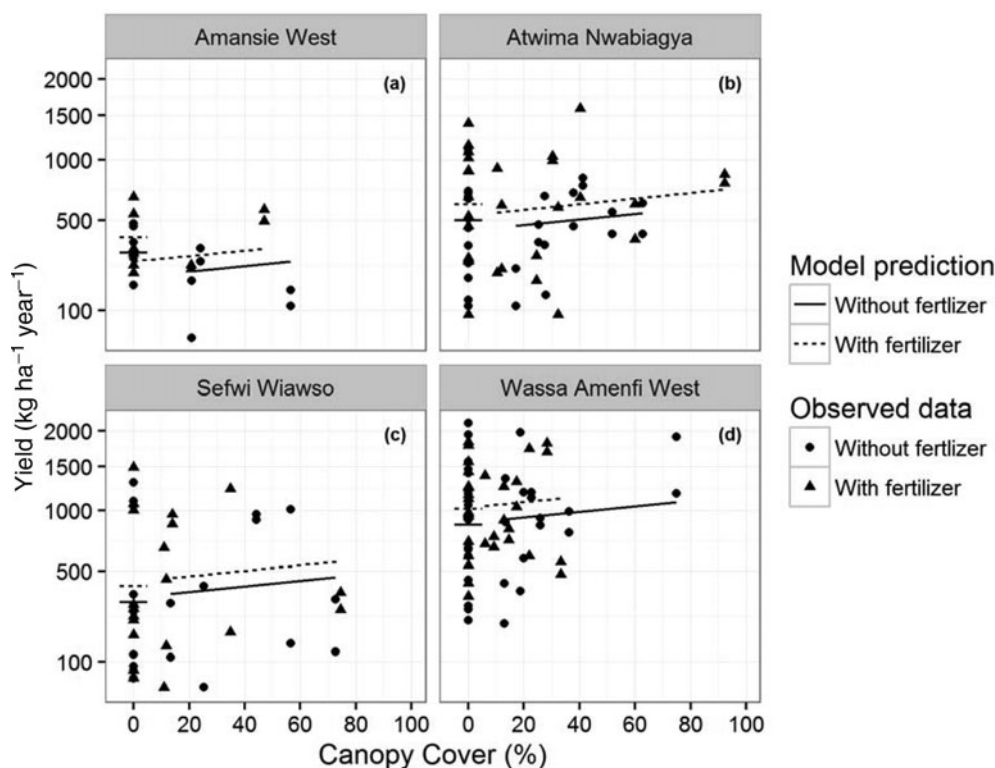 Amansie West
Atwima Nwabiagya
(a)
(b)
2000
1500
1000
500
100
Sefwi Wiawso
Wassa Amenfi West
(c)
(d)
2000
1500
1000
500
100
0 20 40 60 80 100
0 20 40 60 80 100
Canopy Cover (%)
Yield (kg ha⁻¹ year⁻¹)
Model prediction
Without fertlizer
With fertilizer
Observed data
Without fertlizer
With fertilizer